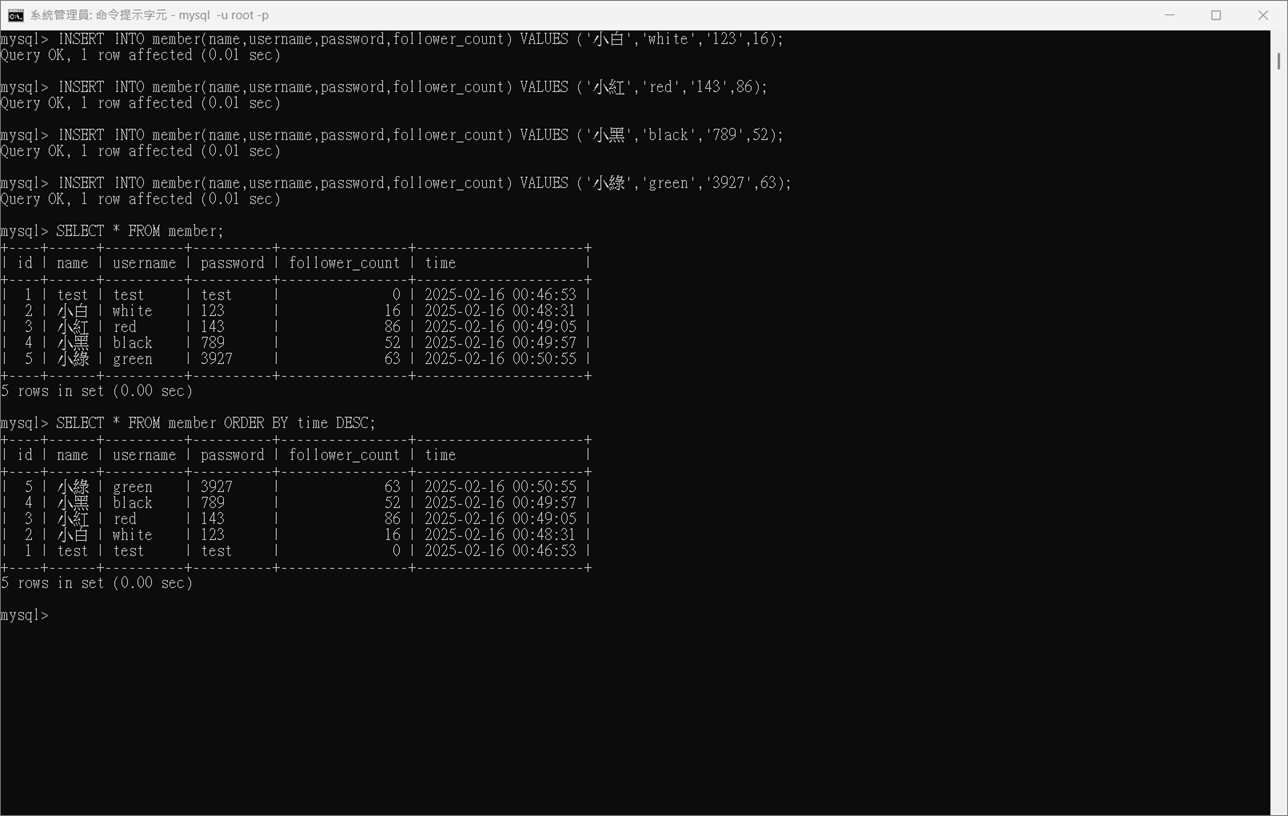 系統管理員: 命令提示字元 - mysql -u root -p
mysql> INSERT INTO member(name,username,password,follower_count) VALUES ('小白','white','123',16);
Query OK, 1 row affected (0.01 sec)
mysql> INSERT INTO member(name,username,password,follower_count) VALUES ('小紅','red','143',86);
Query OK, 1 row affected (0.01 sec)
mysql> INSERT INTO member(name,username,password,follower_count) VALUES ('小黑','black','789',52);
Query OK, 1 row affected (0.01 sec)
mysql> INSERT INTO member(name,username,password,follower_count) VALUES ('小綠','green','3927',63);
Query OK, 1 row affected (0.01 sec)
mysql> SELECT * FROM member;
+----+------+----------+----------+----------------+---------------------+
| id | name | username | password | follower_count | time                |
+----+------+----------+----------+----------------+---------------------+
|  1 | test | test     | test     |              0 | 2025-02-16 00:46:53 |
|  2 | 小白 | white    | 123      |             16 | 2025-02-16 00:48:31 |
|  3 | 小紅 | red      | 143      |             86 | 2025-02-16 00:49:05 |
|  4 | 小黑 | black    | 789      |             52 | 2025-02-16 00:49:57 |
|  5 | 小綠 | green    | 3927     |             63 | 2025-02-16 00:50:55 |
+----+------+----------+----------+----------------+---------------------+
5 rows in set (0.00 sec)
mysql> SELECT * FROM member ORDER BY time DESC;
+----+------+----------+----------+----------------+---------------------+
| id | name | username | password | follower_count | time                |
+----+------+----------+----------+----------------+---------------------+
|  5 | 小綠 | green    | 3927     |             63 | 2025-02-16 00:50:55 |
|  4 | 小黑 | black    | 789      |             52 | 2025-02-16 00:49:57 |
|  3 | 小紅 | red      | 143      |             86 | 2025-02-16 00:49:05 |
|  2 | 小白 | white    | 123      |             16 | 2025-02-16 00:48:31 |
|  1 | test | test     | test     |              0 | 2025-02-16 00:46:53 |
+----+------+----------+----------+----------------+---------------------+
5 rows in set (0.00 sec)
mysql>